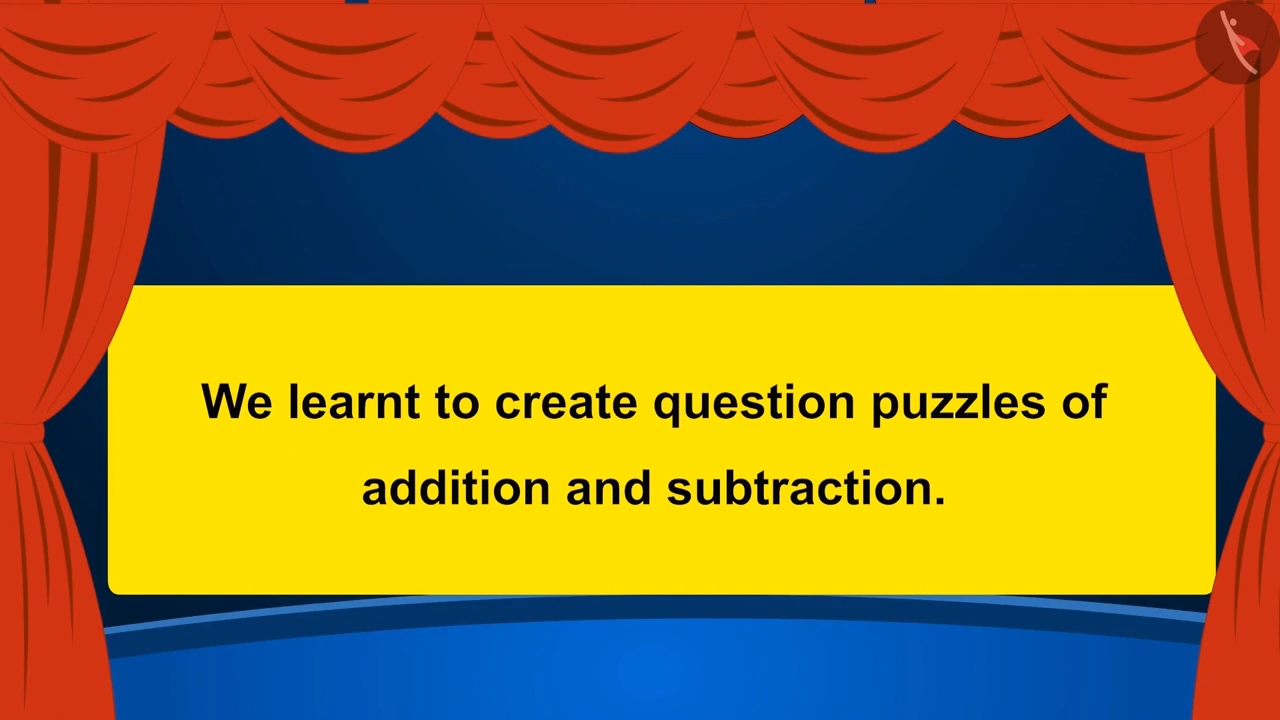 We learnt to create question puzzles of
addition and subtraction.